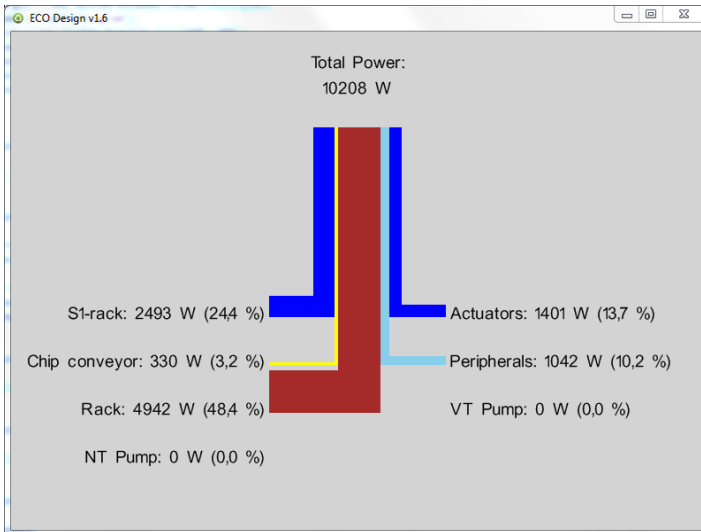 ECO Design v1.6
Total Power:
10208 W
S1-rack: 2493 W (24,4 %)
Actuators: 1401 W (13,7 %)
Chip conveyor: 330 W (3,2 %)
Peripherals: 1042 W (10,2 %)
Rack: 4942 W (48,4 %)
VT Pump: 0 W (0,0 %)
NT Pump: 0 W (0,0 %)